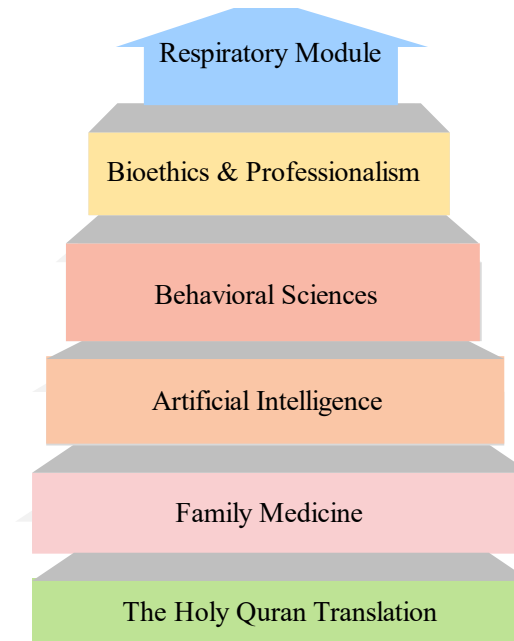 Respiratory Module
Bioethics & Professionalism
Behavioral Sciences
Artificial Intelligence
Family Medicine
The Holy Quran Translation